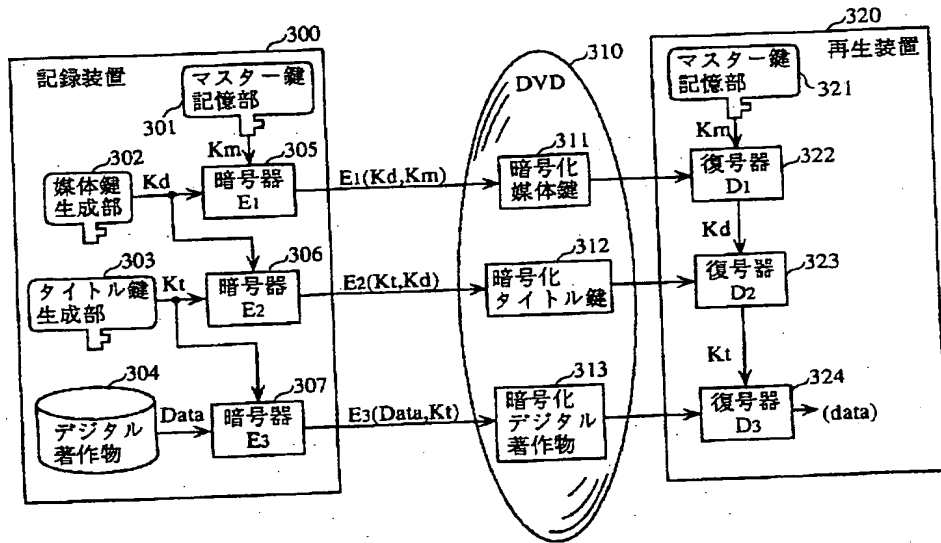 300
記録装置
マスター鍵
記憶部
301
Km
302
媒体鍵
生成部
Kd
305
暗号器
E1
E1(Kd,Km)
303
タイトル鍵
生成部
Kt
306
暗号器
E2
E2(Kt,Kd)
304
デジタル
著作物
Data
307
暗号器
E3
E3(Data,Kt)
310
DVD
311
暗号化
媒体鍵
312
暗号化
タイトル鍵
313
暗号化
デジタル
著作物
320
再生装置
マスター鍵
記憶部
321
Km
322
復号器
D1
Kd
323
復号器
D2
Kt
324
復号器
D3
(data)